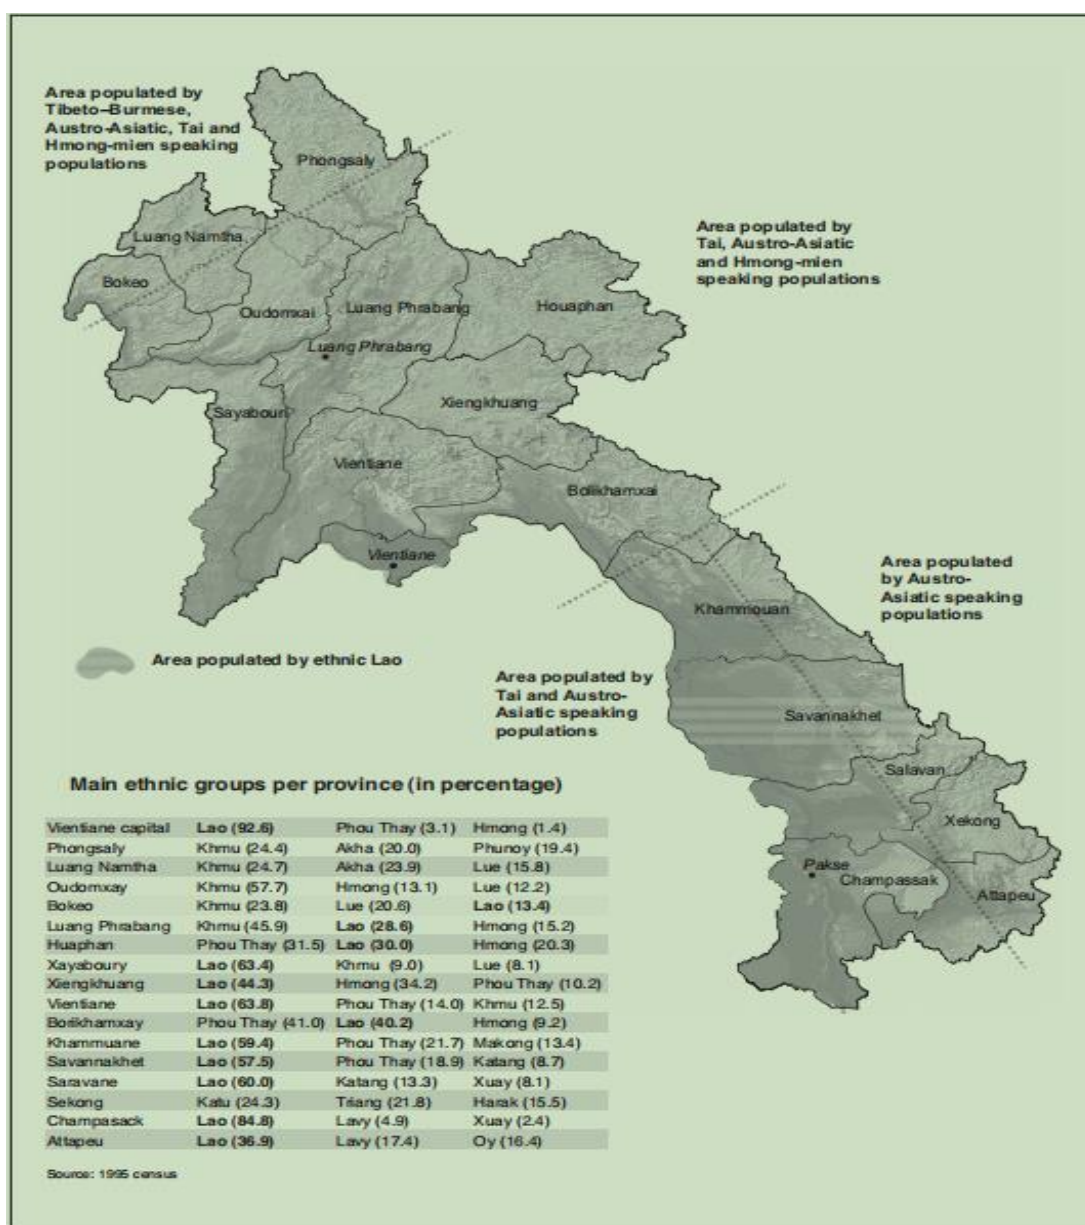 Area populated by
Tibeto–Burmese,
Austro-Asiatic, Tai and
Hmong-mien speaking
populations
Phongsaly
Luang Namtha
Area populated by
Tai, Austro-Asiatic
and Hmong-mien
speaking populations
Bokeo
Oudomxai
Luang Phrabang
Houaphan
Luang Phrabang
Sayabouri
Xiengkhuang
Vientiane
Bolikhamxai
Vientiane
Area populated
by Austro-
Asiatic speaking
populations
Khammouan
Area populated by ethnic Lao
Area populated by
Tai and Austro-
Asiatic speaking
populations
Savannakhet
Salavan
Xekong
Pakse
Champassak
Attapeu
Main ethnic groups per province (in percentage)
Vientiane capital Lao (92.6) Phou Thay (3.1) Hmong (1.4)
Phongsaly Khmu (24.4) Akha (20.0) Phunoy (19.4)
Luang Namtha Khmu (24.7) Akha (23.9) Lue (15.8)
Oudomxay Khmu (57.7) Hmong (13.1) Lue (12.2)
Bokeo Khmu (23.8) Lue (20.6) Lao (13.4)
Luang Phrabang Khmu (45.9) Lao (28.6) Hmong (15.2)
Huaphan Phou Thay (31.5) Lao (30.0) Hmong (20.3)
Xayaboury Lao (63.4) Khmu (9.0) Lue (8.1)
Xiengkhuang Lao (44.3) Hmong (34.2) Phou Thay (10.2)
Vientiane Lao (63.8) Phou Thay (14.0) Khmu (12.5)
Borikhamxay Phou Thay (41.0) Lao (40.2) Hmong (9.2)
Khammuane Lao (59.4) Phou Thay (21.7) Makong (13.4)
Savannakhet Lao (57.5) Phou Thay (18.9) Katang (8.7)
Saravane Lao (60.0) Katang (13.3) Xuay (8.1)
Sekong Katu (24.3) Triang (21.8) Harak (15.5)
Champasack Lao (84.8) Lavy (4.9) Xuay (2.4)
Attapeu Lao (36.9) Lavy (17.4) Oy (16.4)
Source: 1995 census